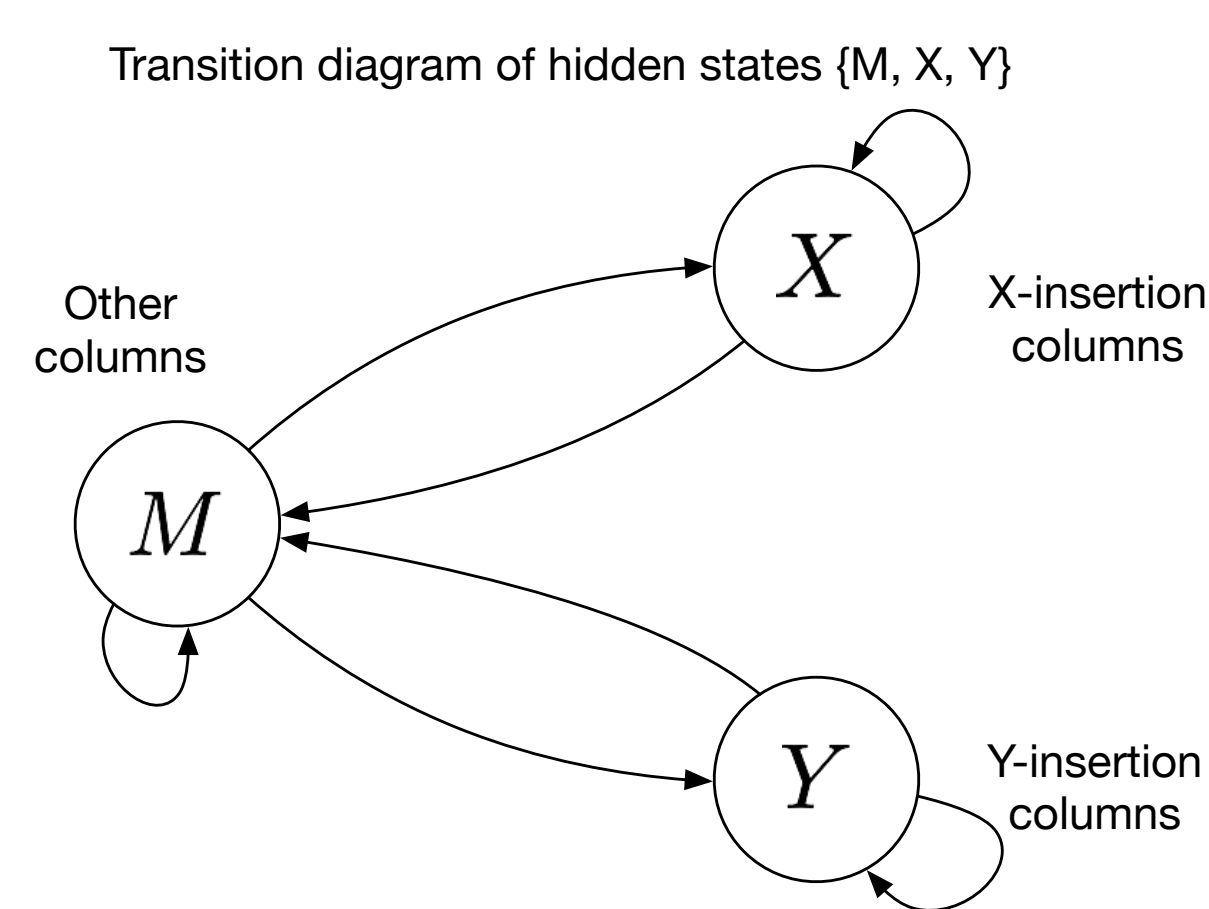 Transition diagram of hidden states {M, X, Y}
X
X-insertion
columns
Other
columns
M
Y
Y-insertion
columns